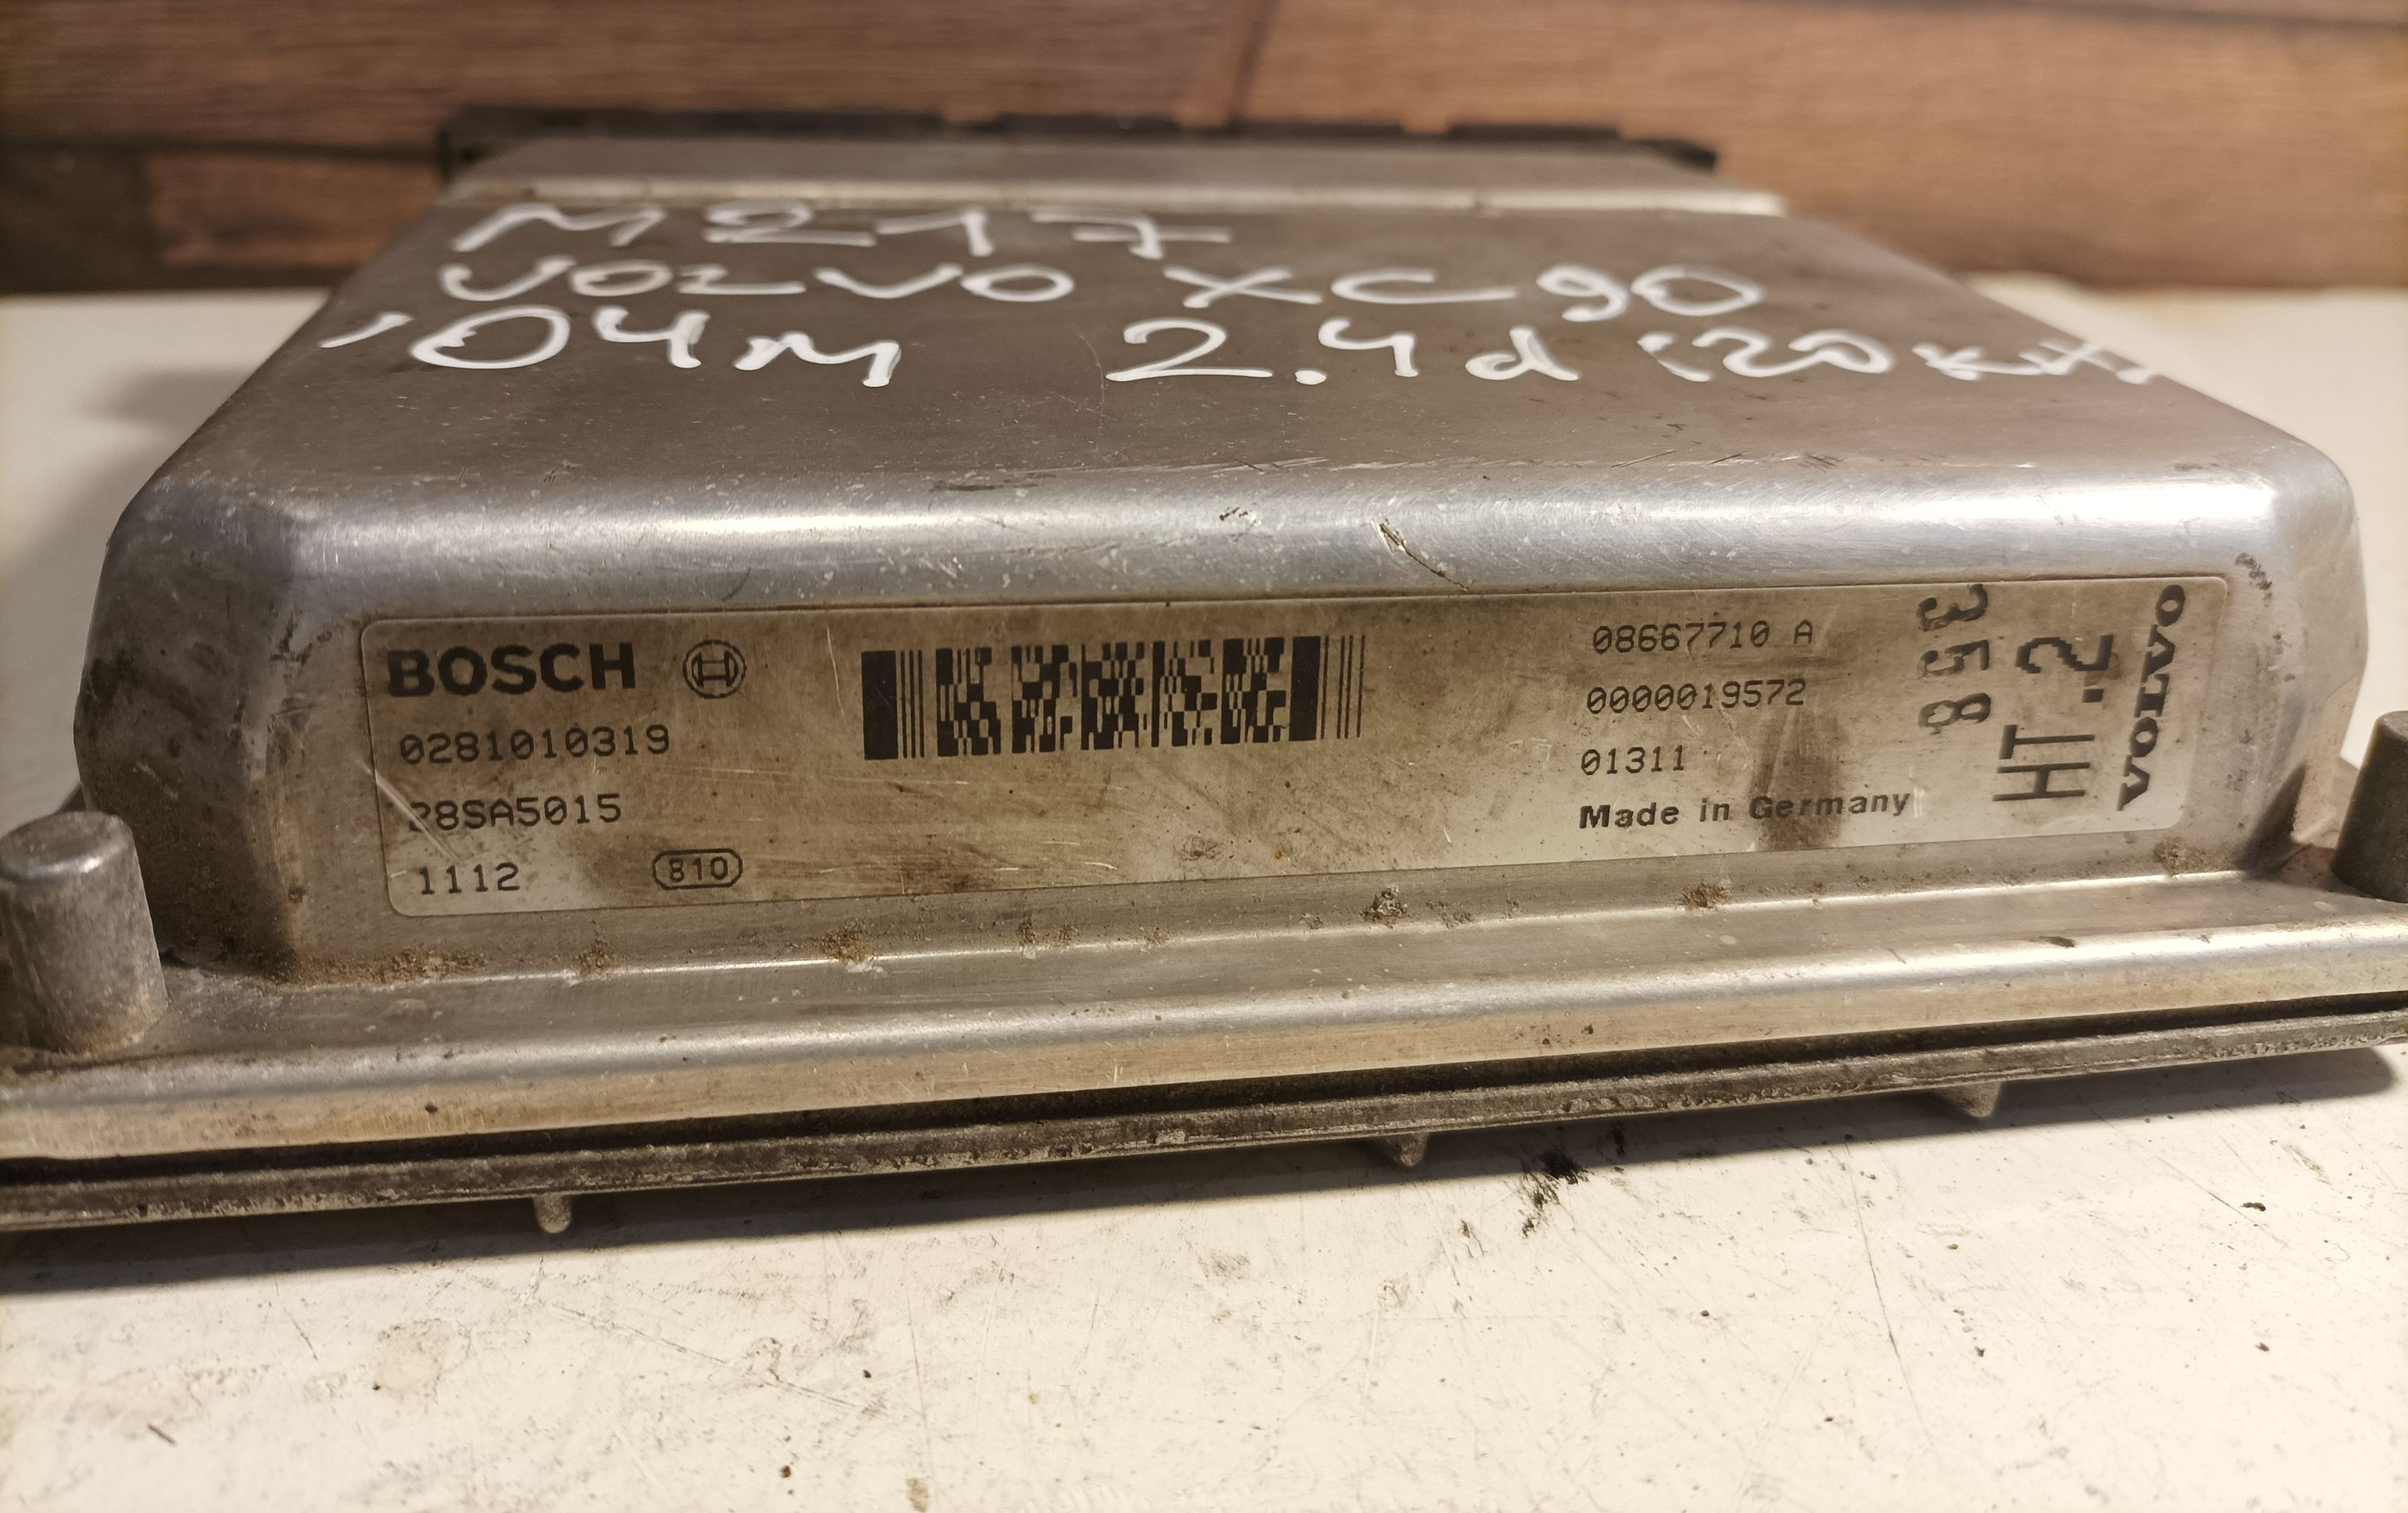 M217
VOLVO XC90
'04m 2.4d 120kW
BOSCH
0281010319
28SA5015
1112
810
08667710 A
0000019572
01311
Made in Germany
853
HT.2
VOLVO